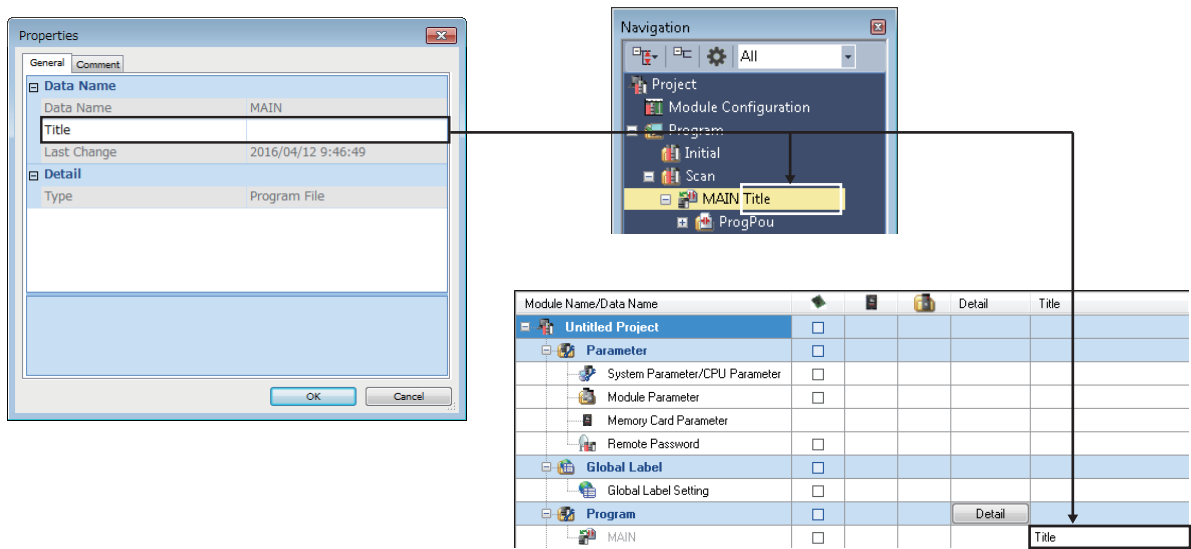 Properties
General Comment
Data Name
Data Name MAIN
Title
Last Change 2016/04/12 9:46:49
Detail
Type Program File
OK Cancel
Navigation
All
Project
Module Configuration
Program
Initial
Scan
MAIN Title
ProgPou
Module Name/Data Name Detail Title
Untitled Project
Parameter
System Parameter/CPU Parameter
Module Parameter
Memory Card Parameter
Remote Password
Global Label
Global Label Setting
Program Detail
MAIN Title